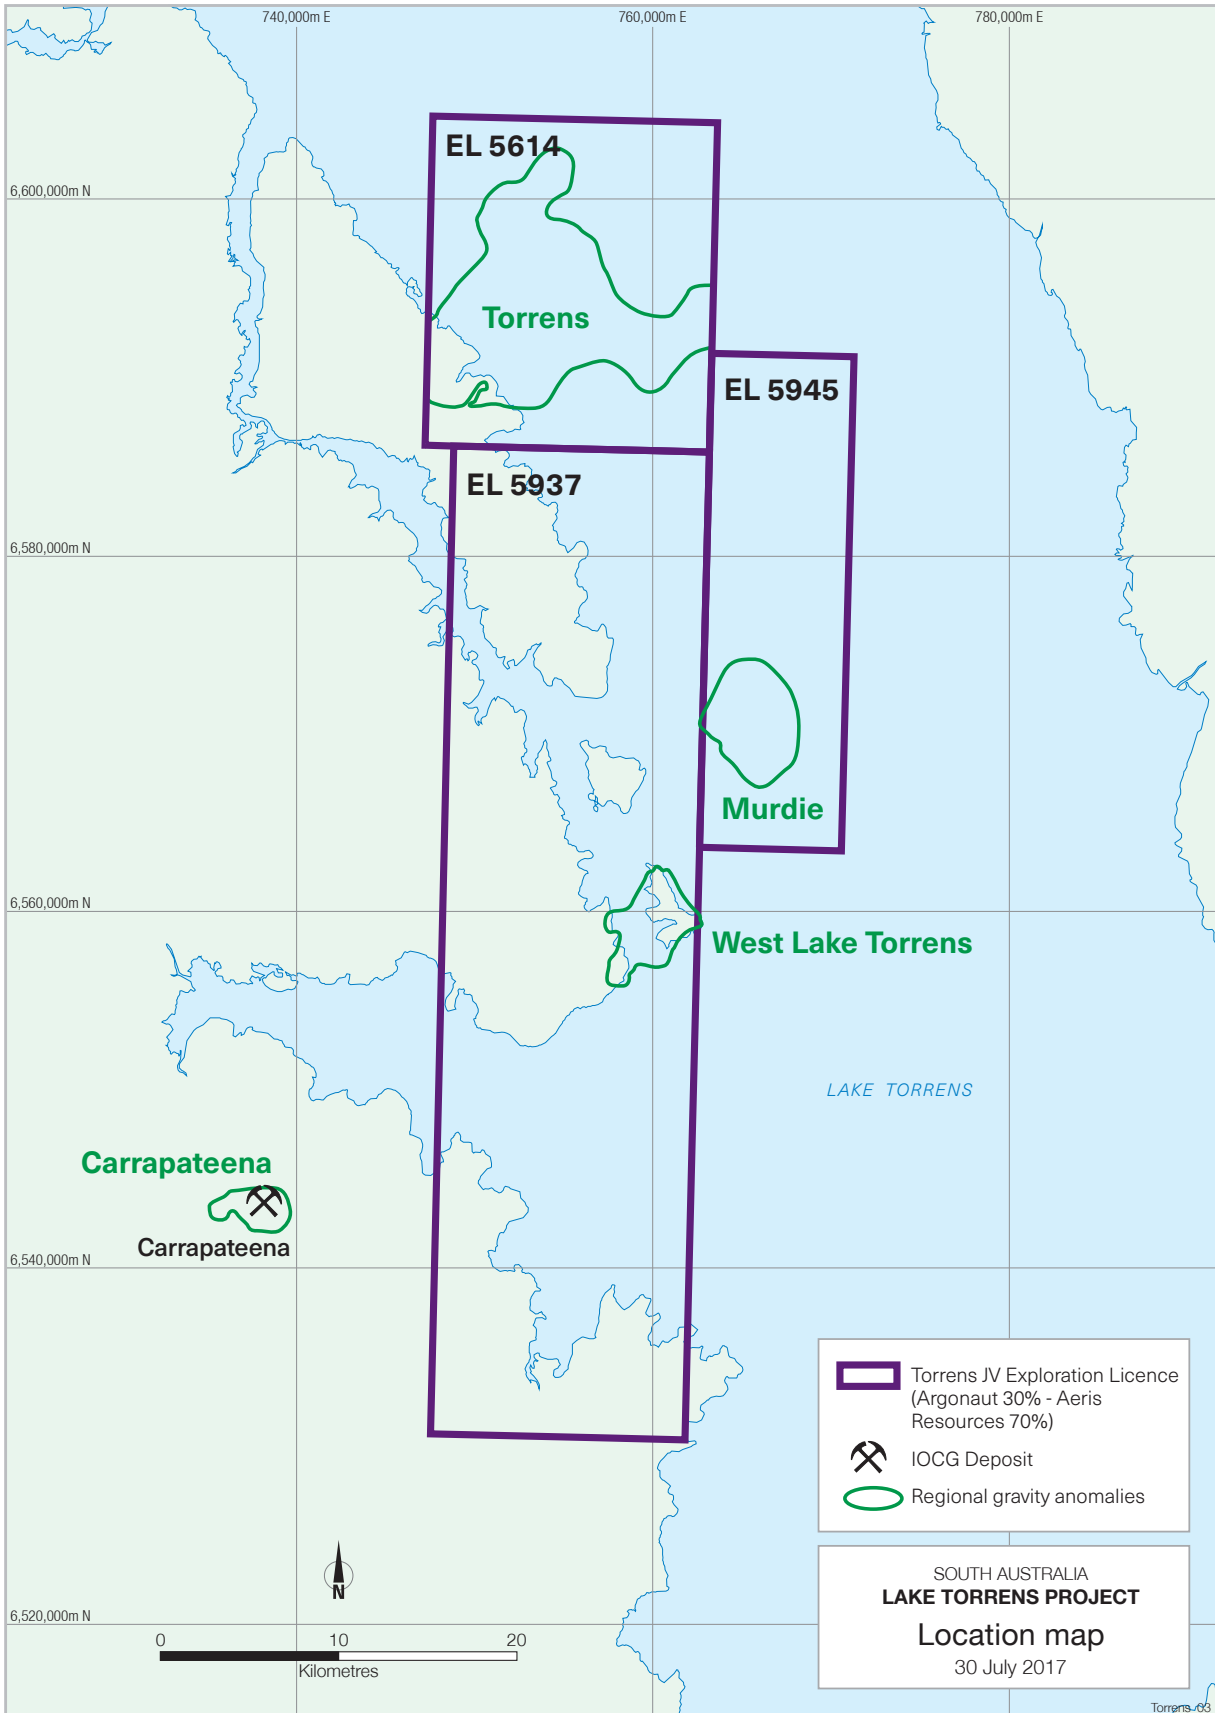 740,000m E
760,000m E
780,000m E
EL 5614
6,600,000m N
Torrens
EL 5945
EL 5937
6,580,000m N
Murdie
6,560,000m N
West Lake Torrens
LAKE TORRENS
Carrapateena
Carrapateena
6,540,000m N
Torrens JV Exploration Licence
(Argonaut 30% - Aeris
Resources 70%)
IOCG Deposit
Regional gravity anomalies
N
6,520,000m N
0 10 20
Kilometres
SOUTH AUSTRALIA
LAKE TORRENS PROJECT
Location map
30 July 2017
Torrens 03